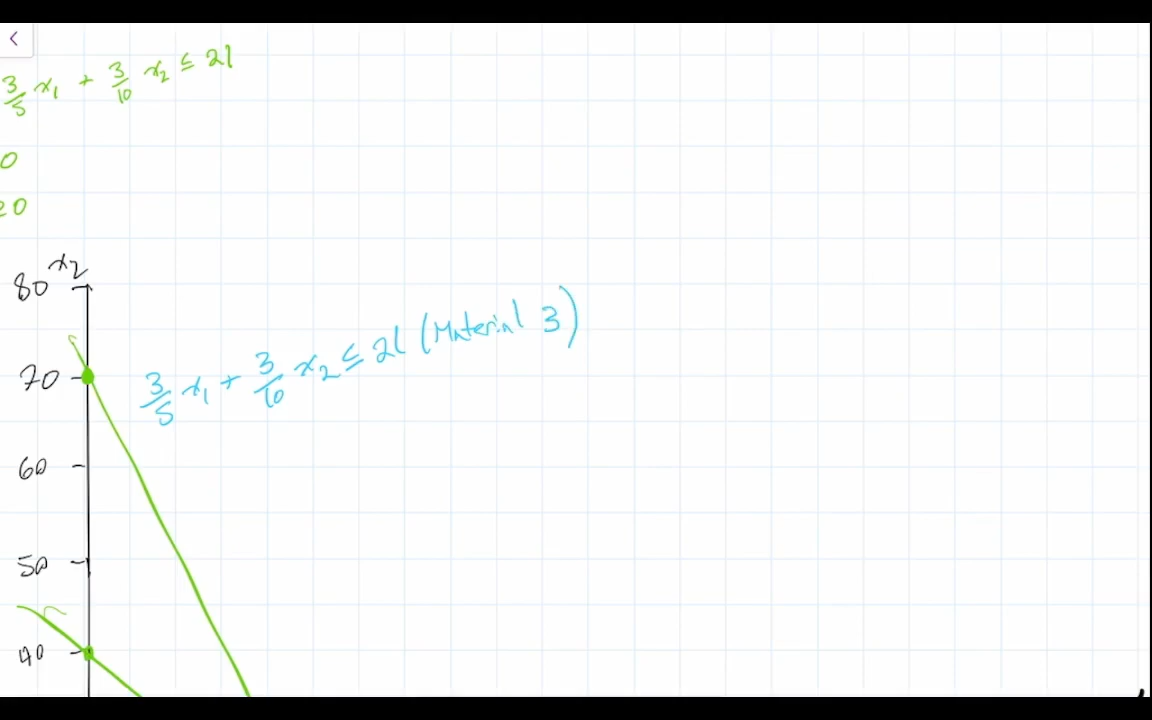 3/5 x₁ + 3/10 x₂ ≤ 21
0
20
x₂
80
3/5 x₁ + 3/10 x₂ ≤ 21 (Material 3)
70
60
50
40